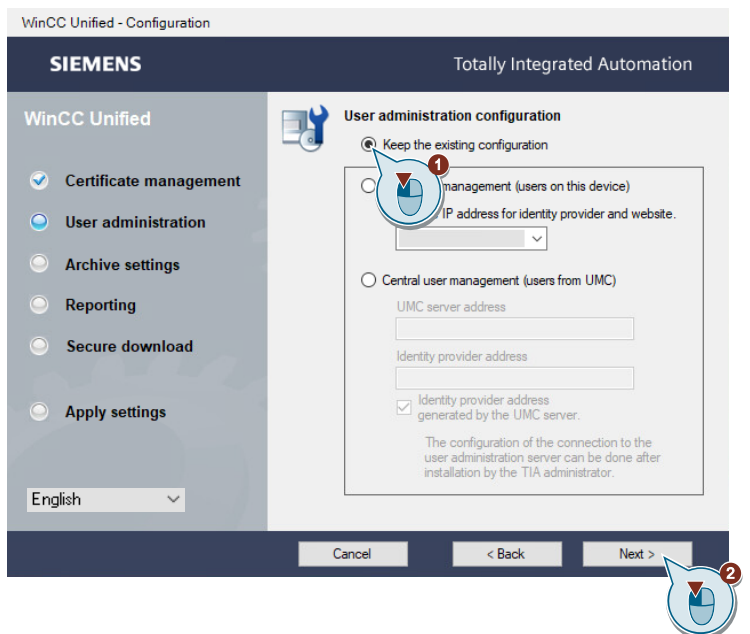 WinCC Unified - Configuration
SIEMENS
Totally Integrated Automation
WinCC Unified
Certificate management
User administration
Archive settings
Reporting
Secure download
Apply settings
English
User administration configuration
Keep the existing configuration
1
management (users on this device)
IP address for identity provider and website.
Central user management (users from UMC)
UMC server address
Identity provider address
Identity provider address
generated by the UMC server.
The configuration of the connection to the
user administration server can be done after
installation by the TIA administrator.
Cancel
< Back
Next >
2